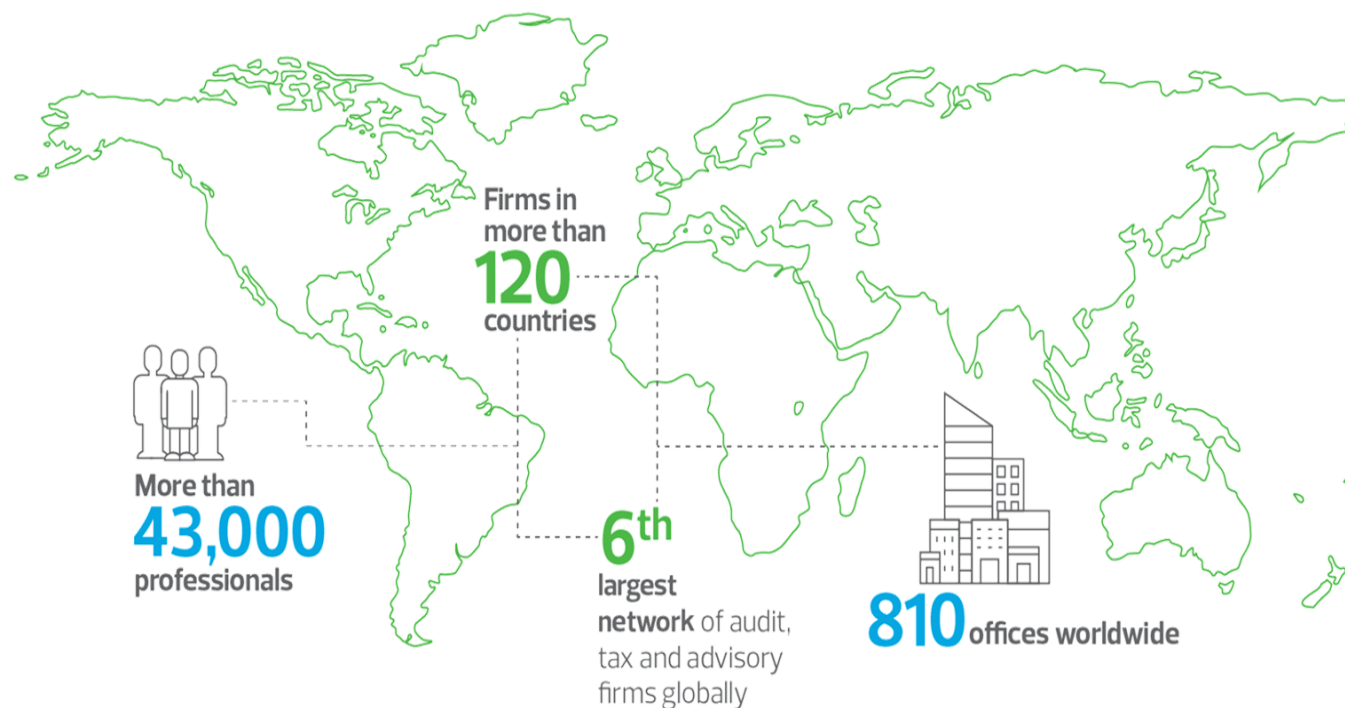 Firms in
more than
120
countries
More than
43,000
professionals
6th
largest
network of audit,
tax and advisory
firms globally
810 offices worldwide